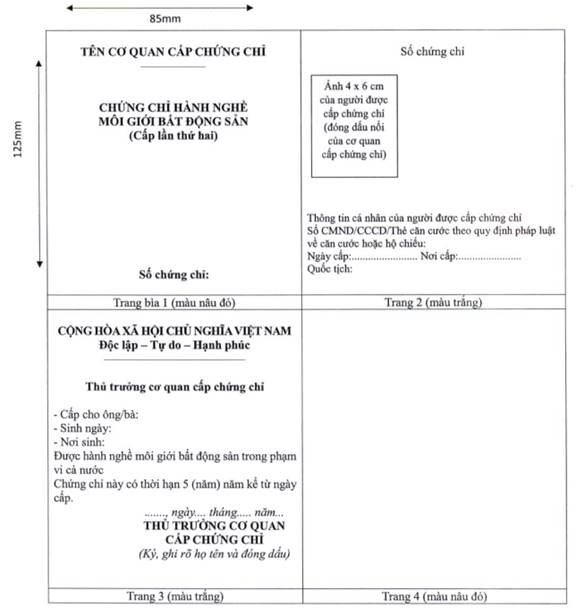 85mm
125mm
TÊN CƠ QUAN CẤP CHỨNG CHỈ
CHỨNG CHỈ HÀNH NGHỀ
MÔI GIỚI BẤT ĐỘNG SẢN
(Cấp lần thứ hai)
Số chứng chỉ:
Trang bìa 1 (màu nâu đỏ)
Số chứng chỉ
Ảnh 4 x 6 cm
của người được
cấp chứng chỉ
(đóng dấu nổi
của cơ quan
cấp chứng chỉ)
Thông tin cá nhân của người được cấp chứng chỉ
Số CMND/CCCD/Thẻ căn cước theo quy định pháp luật
về căn cước hoặc hộ chiếu:
Ngày cấp:........................ Nơi cấp:.......................
Quốc tịch:
Trang 2 (màu trắng)
CỘNG HÒA XÃ HỘI CHỦ NGHĨA VIỆT NAM
Độc lập – Tự do – Hạnh phúc
Thủ trưởng cơ quan cấp chứng chỉ
- Cấp cho ông/bà:
- Sinh ngày:
- Nơi sinh:
Được hành nghề môi giới bất động sản trong phạm
vi cả nước
Chứng chỉ này có thời hạn 5 (năm) năm kể từ ngày
cấp.
......., ngày.... tháng..... năm...
THỦ TRƯỞNG CƠ QUAN
CẤP CHỨNG CHỈ
(Ký, ghi rõ họ tên và đóng dấu)
Trang 3 (màu trắng)
Trang 4 (màu nâu đỏ)